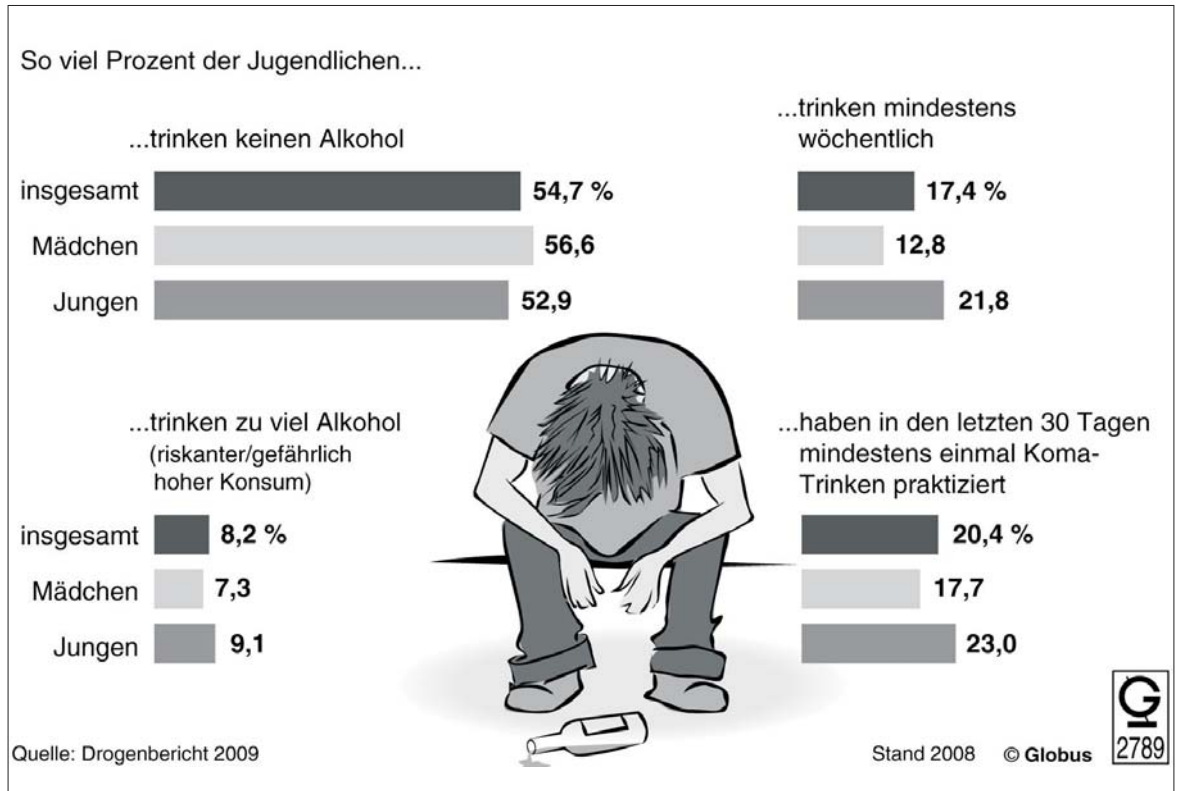 So viel Prozent der Jugendlichen...
...trinken keinen Alkohol
insgesamt 54,7 %
Mädchen 56,6
Jungen 52,9
...trinken mindestens
wöchentlich
17,4 %
12,8
21,8
...trinken zu viel Alkohol
(riskanter/gefährlich
hoher Konsum)
insgesamt 8,2 %
Mädchen 7,3
Jungen 9,1
...haben in den letzten 30 Tagen
mindestens einmal Koma-
Trinken praktiziert
20,4 %
17,7
23,0
Quelle: Drogenbericht 2009
Stand 2008 © Globus
G
2789